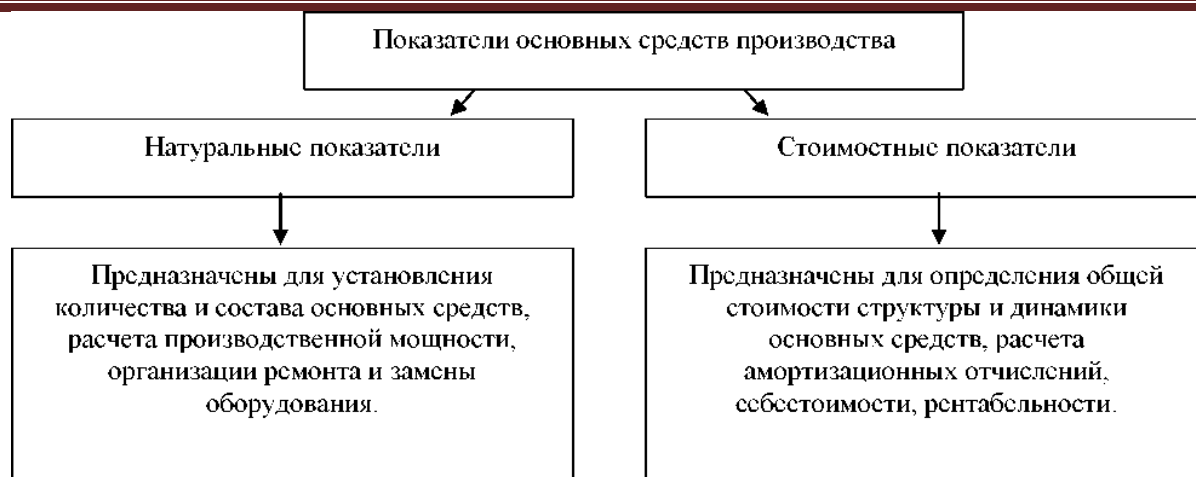 Показатели основных средств производства
Натуральные показатели
Стоимостные показатели
Предназначены для установления
количества и состава основных средств,
расчета производственной мощности,
организации ремонта и замены
оборудования.
Предназначены для определения общей
стоимости структуры и динамики
основных средств, расчета
амортизационных отчислений,
себестоимости, рентабельности.